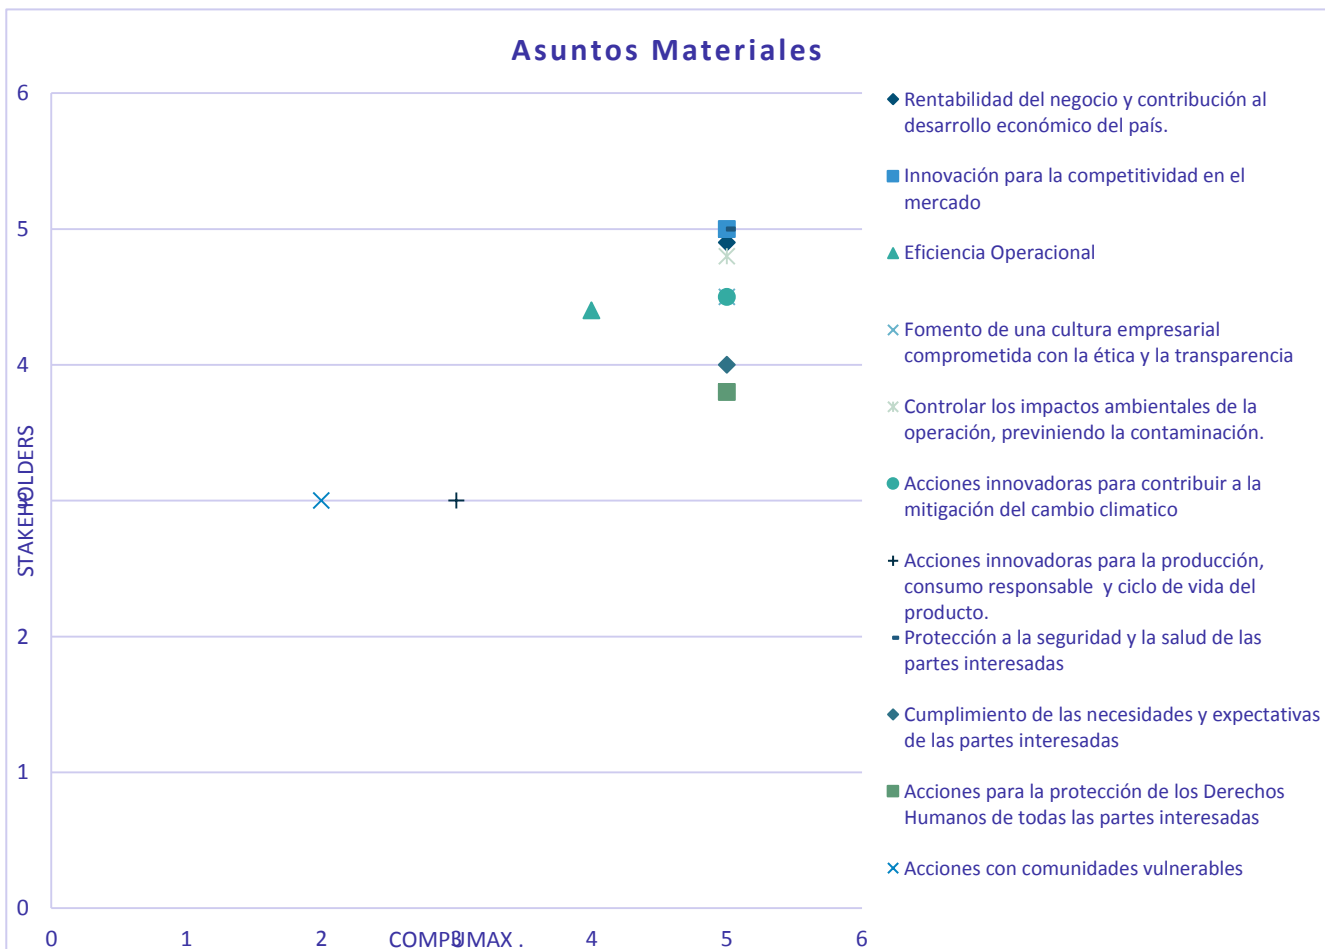 Asuntos Materiales
6
5
4
3
2
1
0
STAKEHOLDERS
0 1 2 3 4 5 6
COMPUMAX .
Rentabilidad del negocio y contribución al
desarrollo económico del país.
Innovación para la competitividad en el
mercado
Eficiencia Operacional
Fomento de una cultura empresarial
comprometida con la ética y la transparencia
Controlar los impactos ambientales de la
operación, previniendo la contaminación.
Acciones innovadoras para contribuir a la
mitigación del cambio climatico
Acciones innovadoras para la producción,
consumo responsable  y ciclo de vida del
producto.
Protección a la seguridad y la salud de las
partes interesadas
Cumplimiento de las necesidades y expectativas
de las partes interesadas
Acciones para la protección de los Derechos
Humanos de todas las partes interesadas
Acciones con comunidades vulnerables